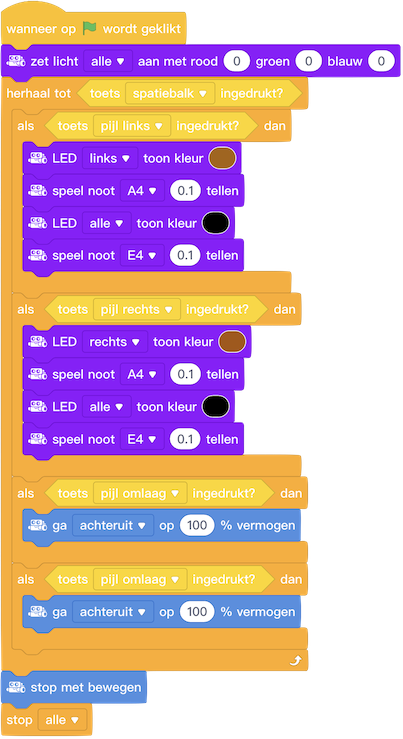 wanneer op wordt geklikt
zet licht alle aan met rood 0 groen 0 blauw 0
herhaal tot toets spatiebalk ingedrukt?
als toets pijl links ingedrukt? dan
LED links toon kleur
speel noot A4 0.1 tellen
LED alle toon kleur
speel noot E4 0.1 tellen
als toets pijl rechts ingedrukt? dan
LED rechts toon kleur
speel noot A4 0.1 tellen
LED alle toon kleur
speel noot E4 0.1 tellen
als toets pijl omlaag ingedrukt? dan
ga achteruit op 100 % vermogen
als toets pijl omlaag ingedrukt? dan
ga achteruit op 100 % vermogen
stop met bewegen
stop alle